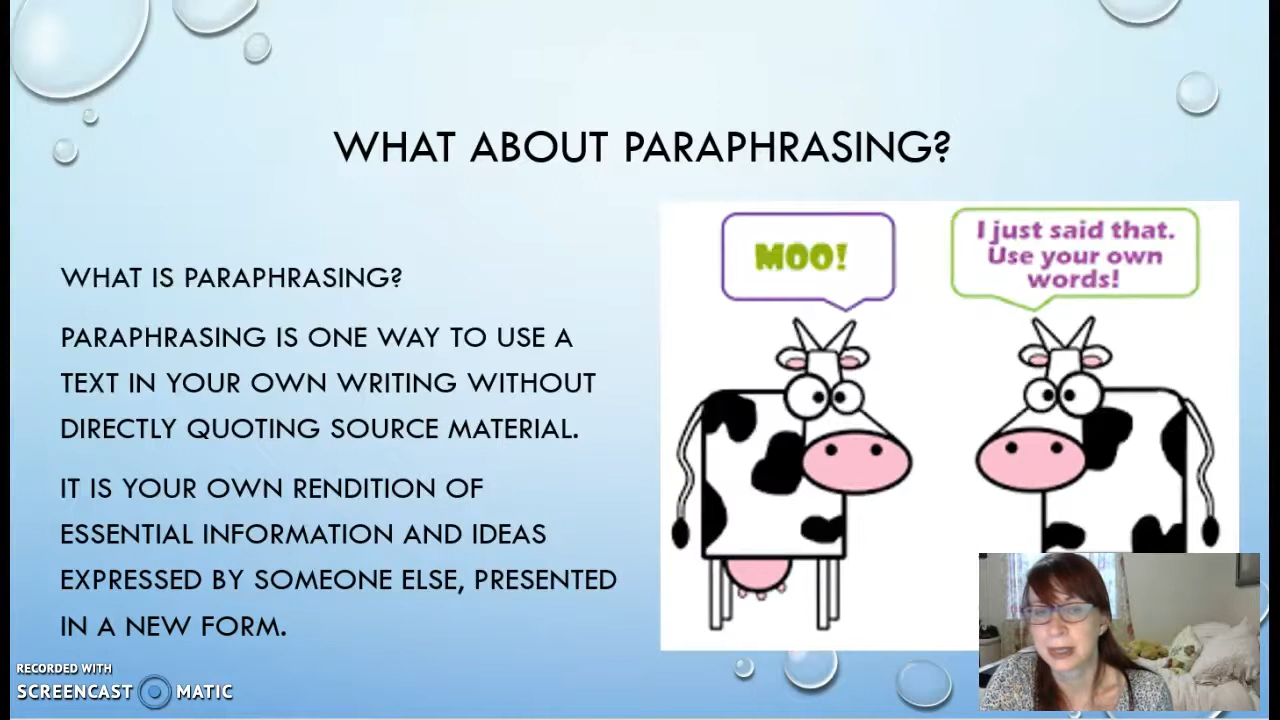 WHAT ABOUT PARAPHRASING?
WHAT IS PARAPHRASING?
PARAPHRASING IS ONE WAY TO USE A
TEXT IN YOUR OWN WRITING WITHOUT
DIRECTLY QUOTING SOURCE MATERIAL.
IT IS YOUR OWN RENDITION OF
ESSENTIAL INFORMATION AND IDEAS
EXPRESSED BY SOMEONE ELSE, PRESENTED
IN A NEW FORM.
MOO!
I just said that.
Use your own
words!
RECORDED WITH
SCREENCAST MATIC